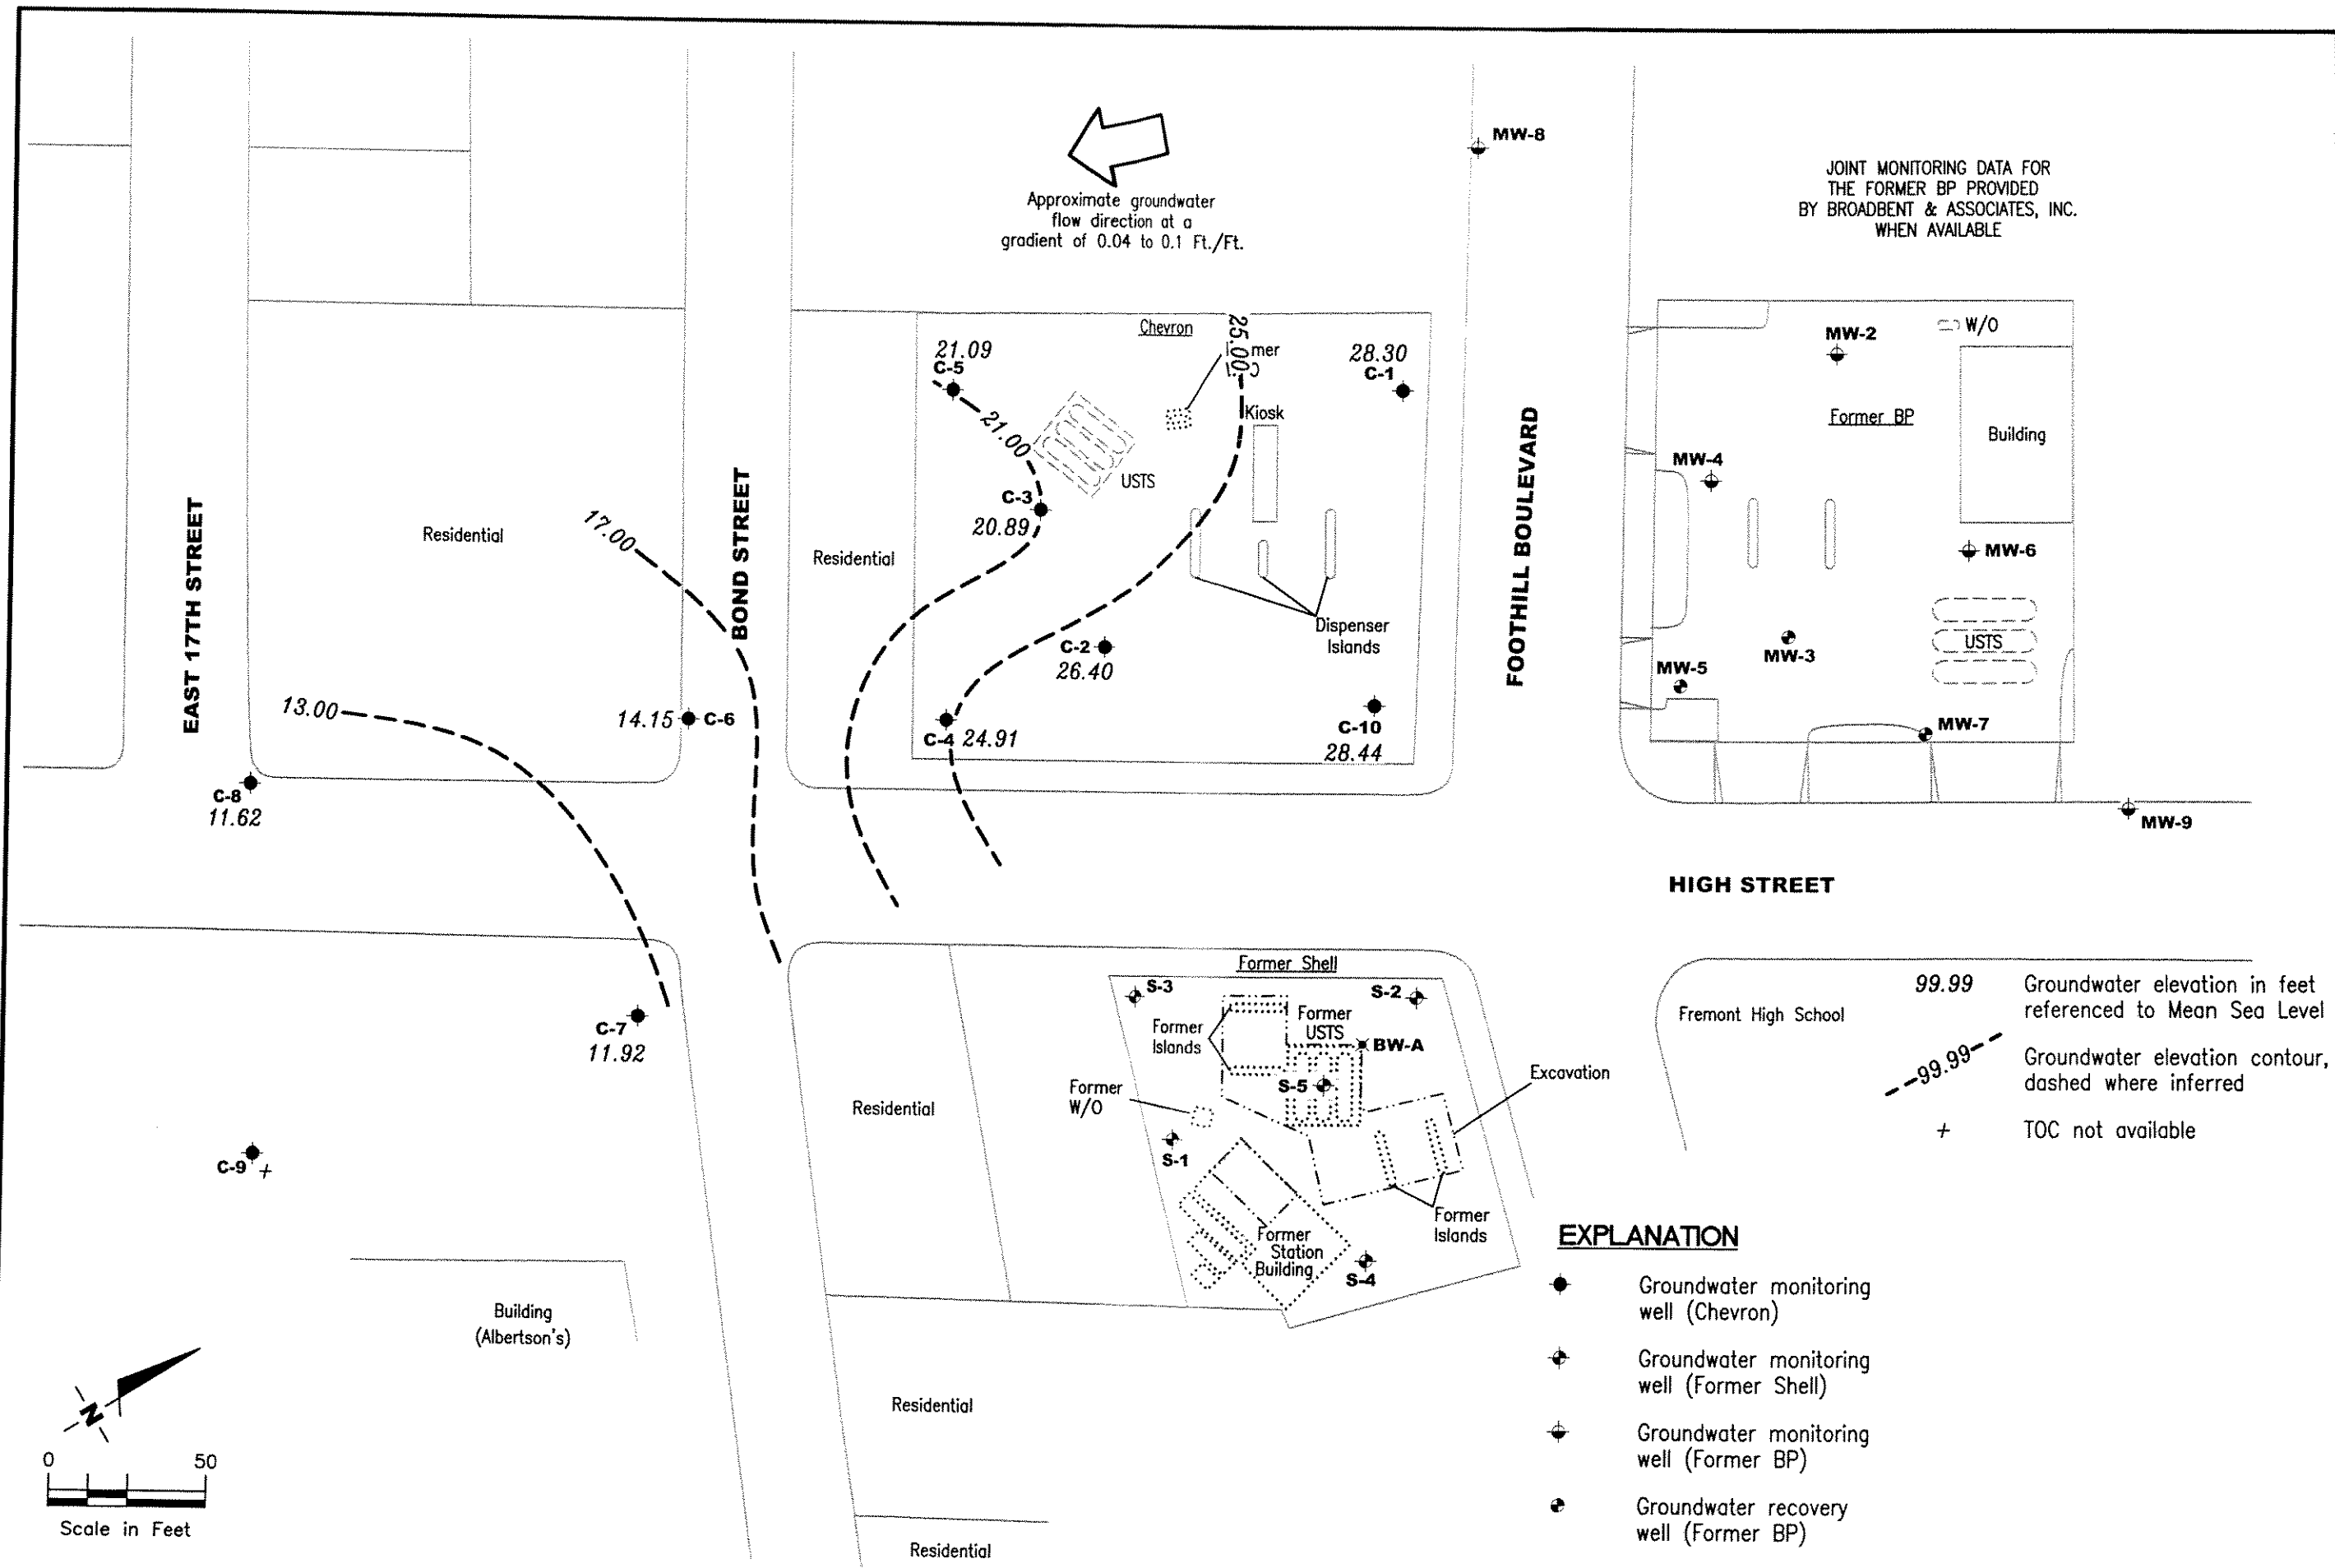 MW-8
JOINT MONITORING DATA FOR
THE FORMER BP PROVIDED
BY BROADBENT & ASSOCIATES, INC.
WHEN AVAILABLE
Approximate groundwater
flow direction at a
gradient of 0.04 to 0.1 Ft./Ft.
Chevron
25.00
mer
21.09
C-5
28.30
C-1
MW-2
W/O
Kiosk
Former BP
Building
21.00
USTS
C-3
20.89
MW-4
EAST 17TH STREET
Residential
17.00
BOND STREET
Residential
FOOTHILL BOULEVARD
MW-6
Dispenser
Islands
C-2
26.40
MW-3
USTS
MW-5
13.00
14.15
C-6
C-4
24.91
C-10
28.44
MW-7
C-8
11.62
MW-9
HIGH STREET
Former Shell
S-3
S-2
Former
Islands
Former
USTS
BW-A
Fremont High School
99.99
Groundwater elevation in feet
referenced to Mean Sea Level
C-7
11.92
S-5
Excavation
99.99
Groundwater elevation contour,
dashed where inferred
Residential
Former
W/O
+
TOC not available
C-9
+
S-1
Former
Islands
Former
Station
Building
S-4
EXPLANATION
Groundwater monitoring
well (Chevron)
Building
(Albertson's)
Groundwater monitoring
well (Former Shell)
Residential
N
Groundwater monitoring
well (Former BP)
0
50
Scale in Feet
Groundwater recovery
well (Former BP)
Residential